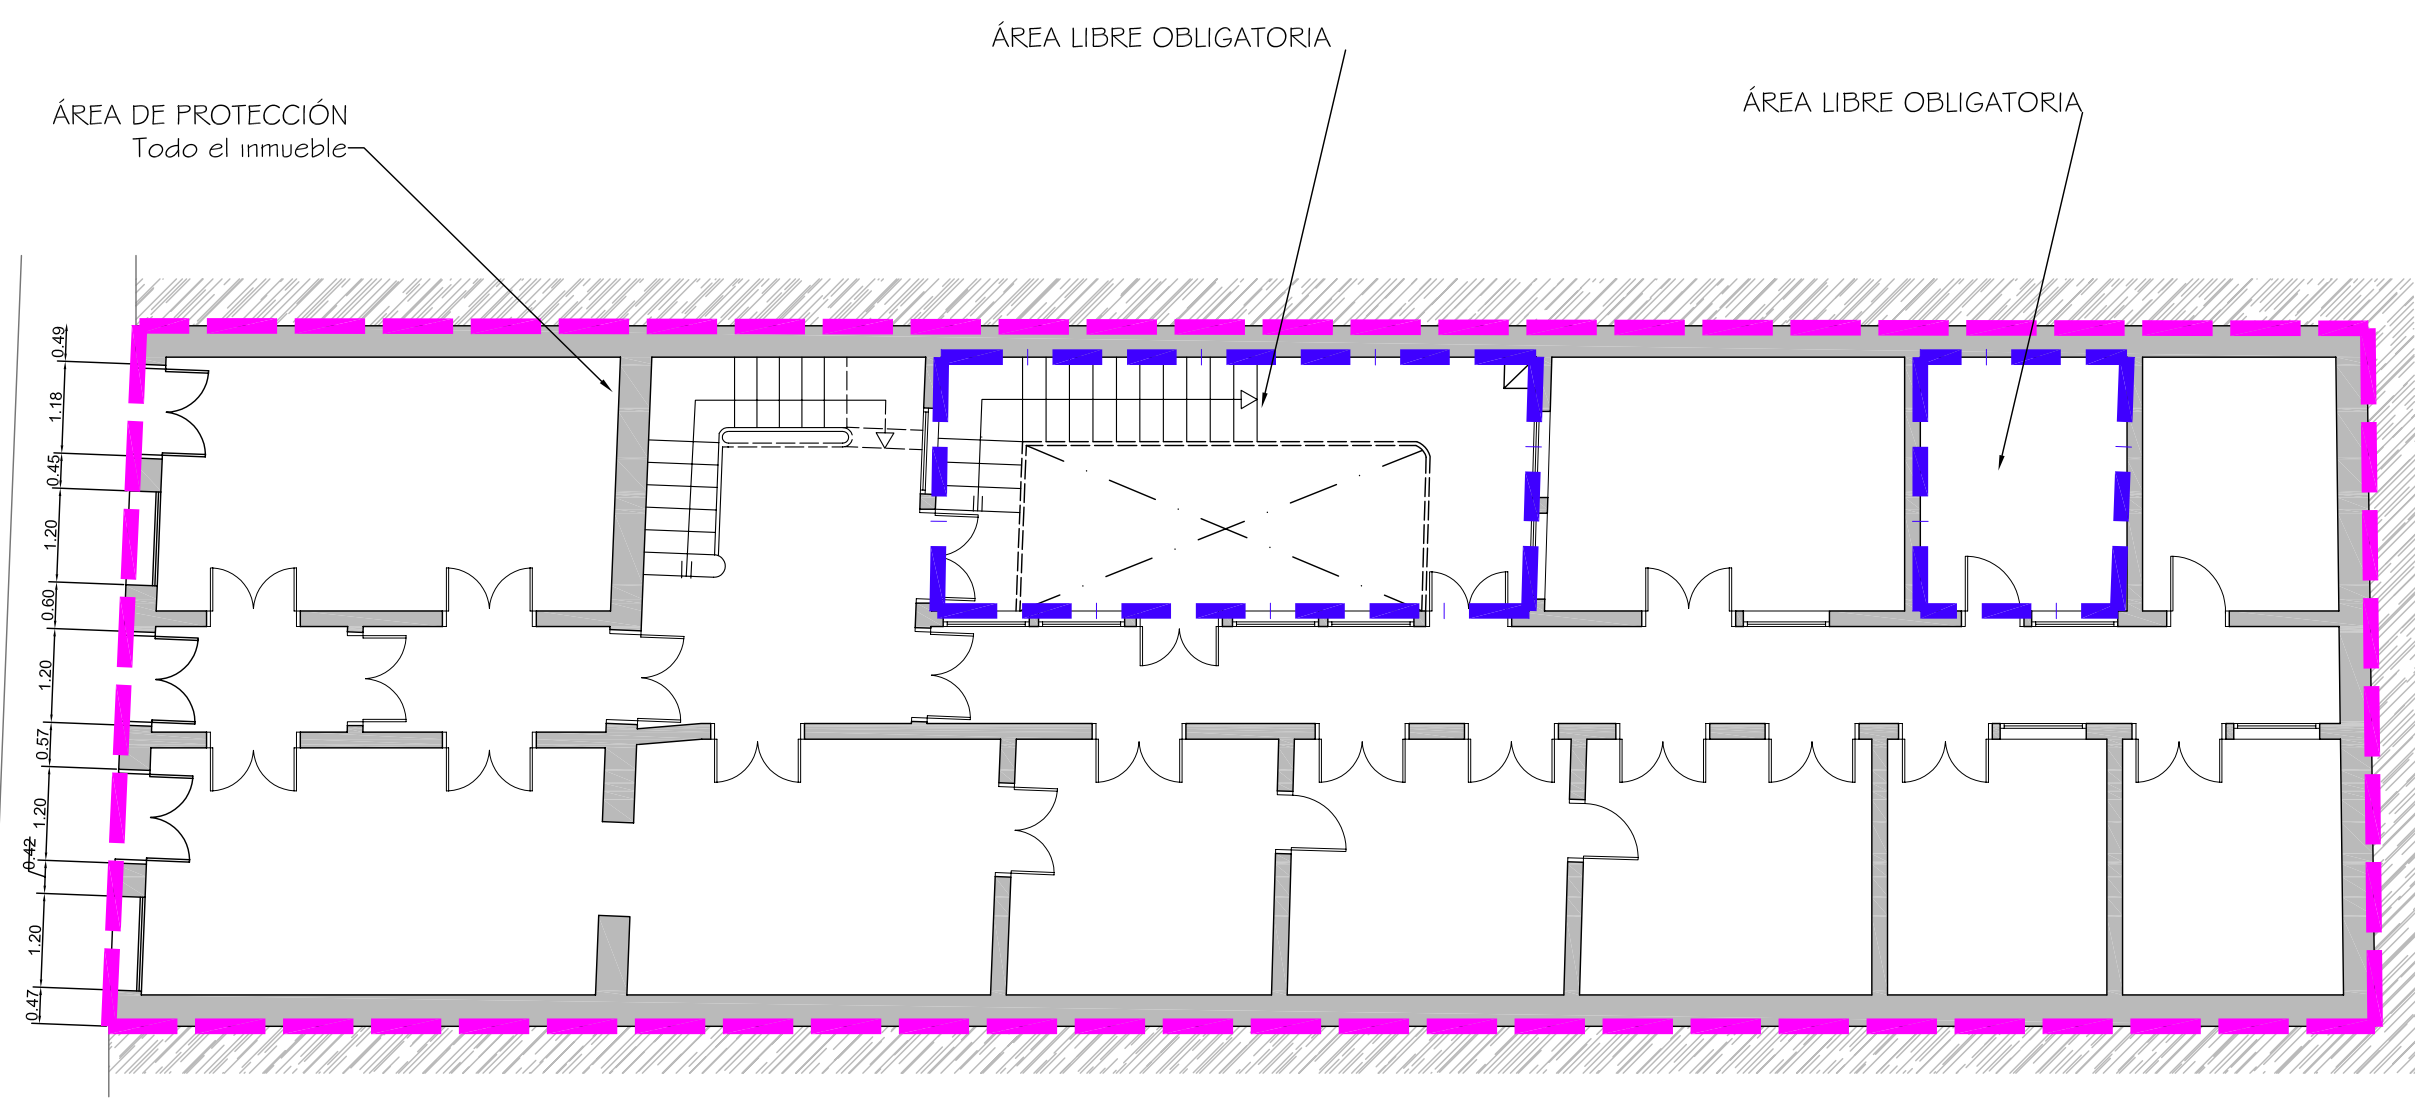 ÁREA LIBRE OBLIGATORIA
ÁREA LIBRE OBLIGATORIA
ÁREA DE PROTECCIÓN
Todo el inmueble
0.49
1.18
0.45
1.20
0.60
1.20
0.57
1.20
0.42
1.20
0.47